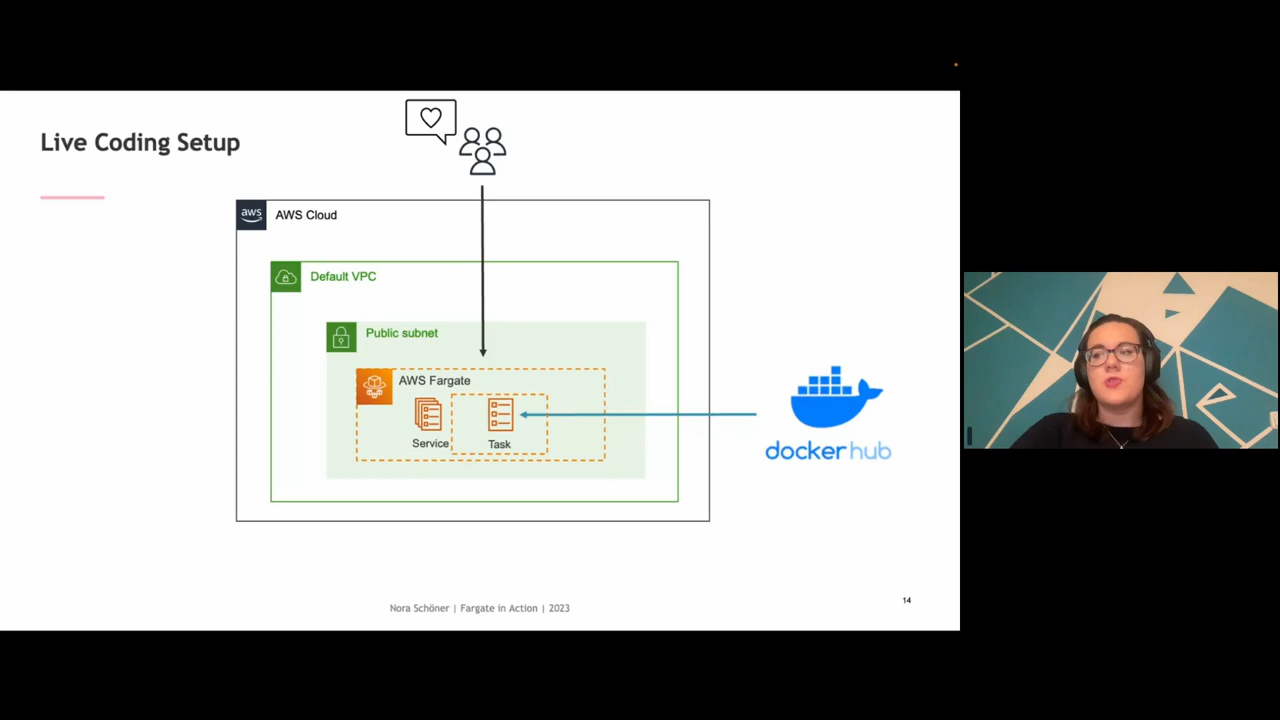 Live Coding Setup
aws
AWS Cloud
Default VPC
Public subnet
AWS Fargate
Service
Task
docker hub
Nora Schöner | Fargate in Action | 2023
14